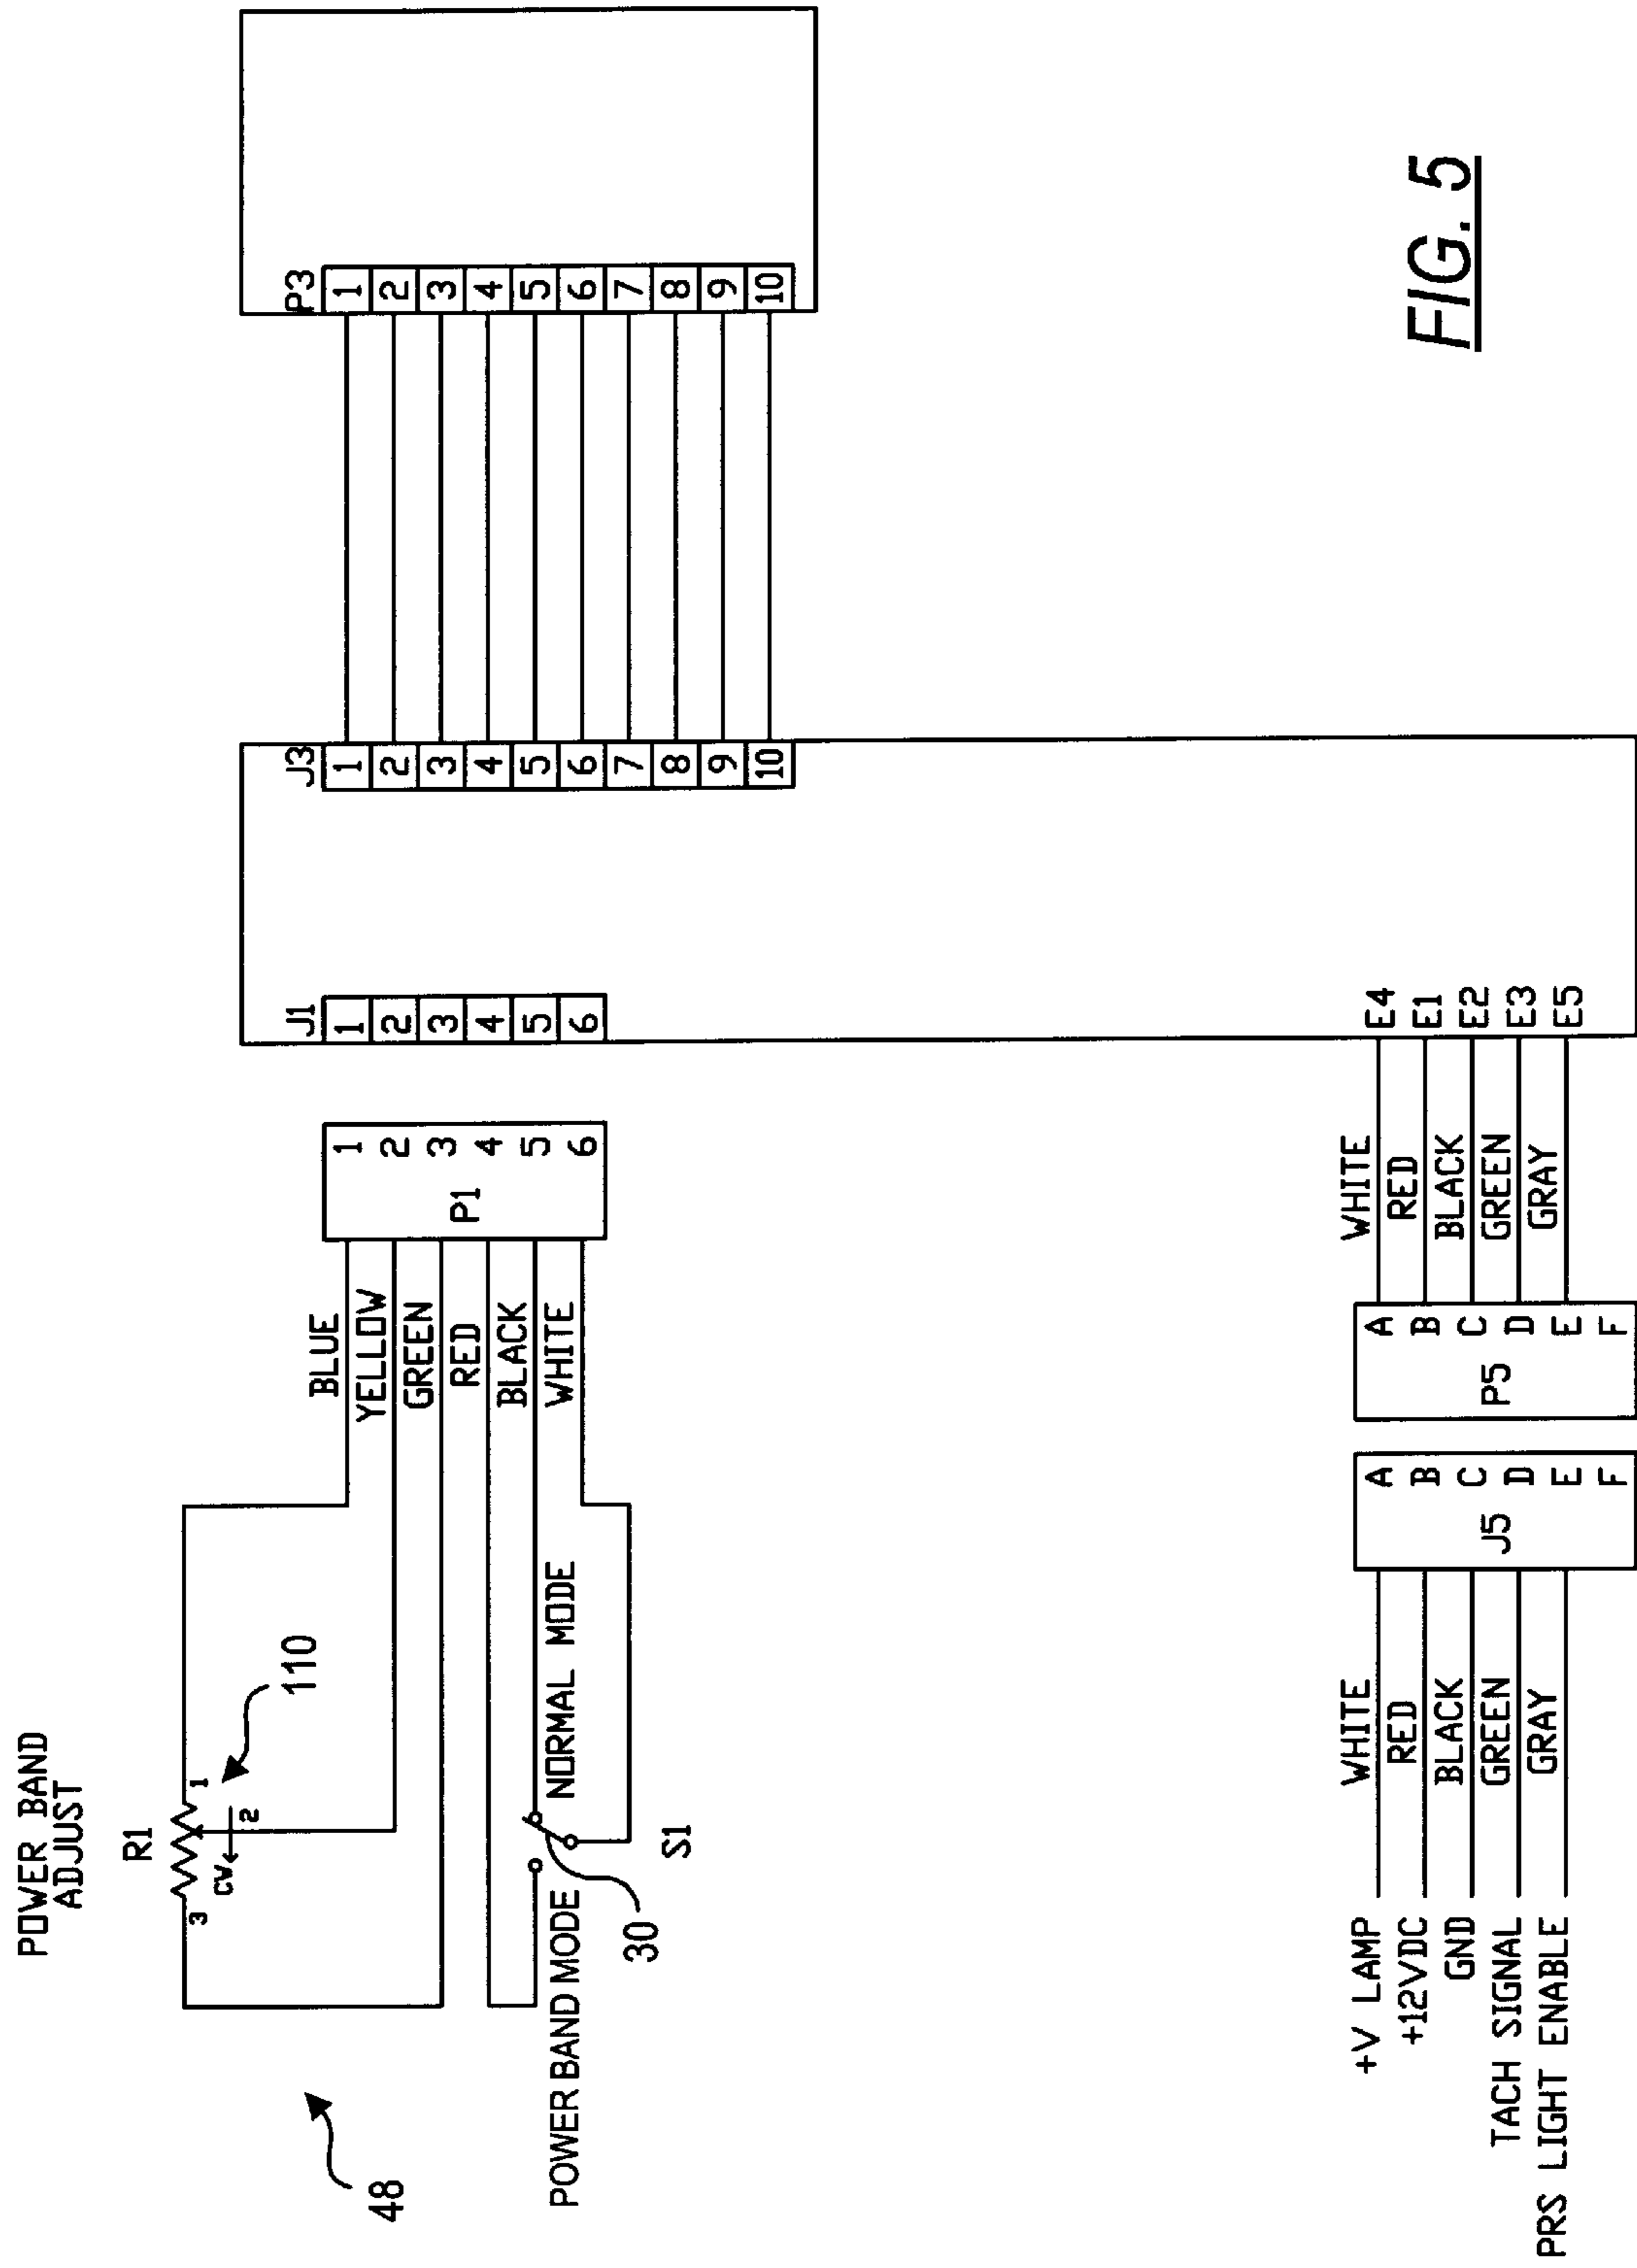 POWER BAND
ADJUST
R1
3
1
2
CW
110
48
POWER BAND MODE
NORMAL MODE
30
S1
BLUE
YELLOW
GREEN
RED
BLACK
WHITE
P1
1
2
3
4
5
6
J1
1
2
3
4
5
6
J3
1
2
3
4
5
6
7
8
9
10
P3
1
2
3
4
5
6
7
8
9
10
+V LAMP
+12VDC
GND
TACH SIGNAL
PRS LIGHT ENABLE
WHITE
RED
BLACK
GREEN
GRAY
J5
A
B
C
D
E
F
P5
A
B
C
D
E
F
WHITE
RED
BLACK
GREEN
GRAY
E4
E1
E2
E3
E5
FIG. 5